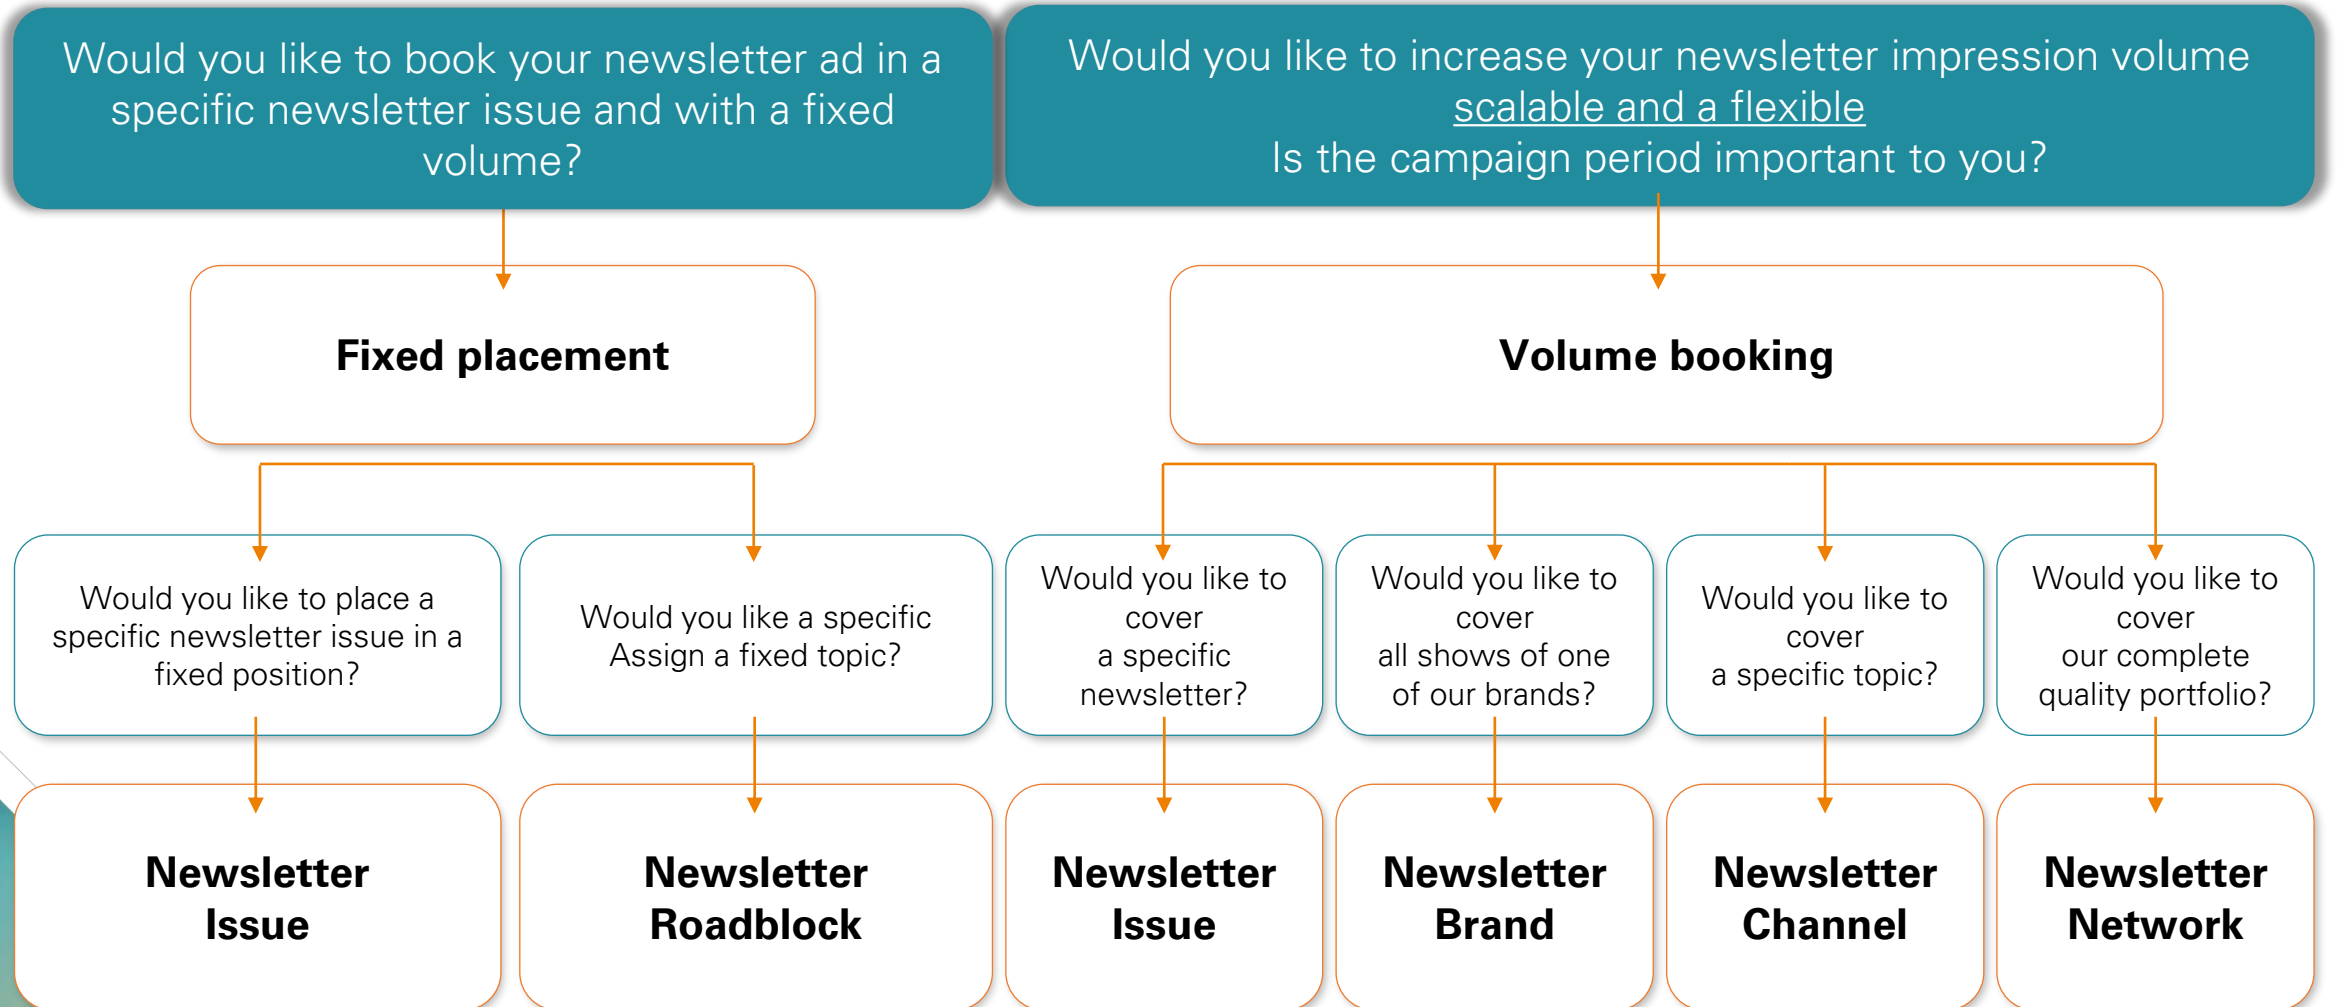 Would you like to book your newsletter ad in a
specific newsletter issue and with a fixed
volume?
Would you like to increase your newsletter impression volume
scalable and a flexible
Is the campaign period important to you?
Fixed placement
Volume booking
Would you like to place a
specific newsletter issue in a
fixed position?
Would you like a specific
Assign a fixed topic?
Would you like to
cover
a specific
newsletter?
Would you like to
cover
all shows of one
of our brands?
Would you like to
cover
a specific topic?
Would you like to
cover
our complete
quality portfolio?
Newsletter
Issue
Newsletter
Roadblock
Newsletter
Issue
Newsletter
Brand
Newsletter
Channel
Newsletter
Network